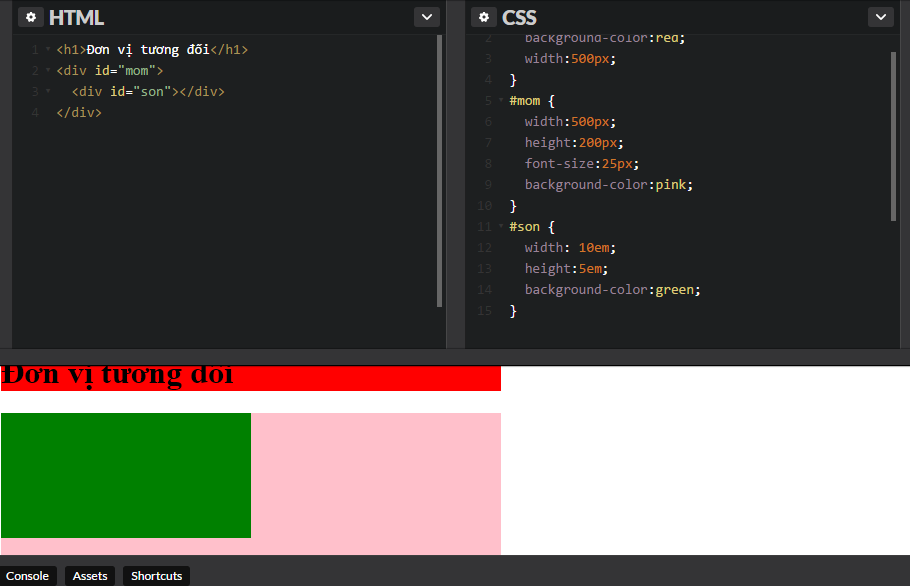 HTML
1 <h1>Đơn vị tương đối</h1>
2 <div id="mom">
3 <div id="son"></div>
4 </div>
CSS
2 background-color:red;
3 width:500px;
4 }
5 #mom {
6 width:500px;
7 height:200px;
8 font-size:25px;
9 background-color:pink;
10 }
11 #son {
12 width: 10em;
13 height:5em;
14 background-color:green;
15 }
Đơn vị tương đối
Console Assets Shortcuts